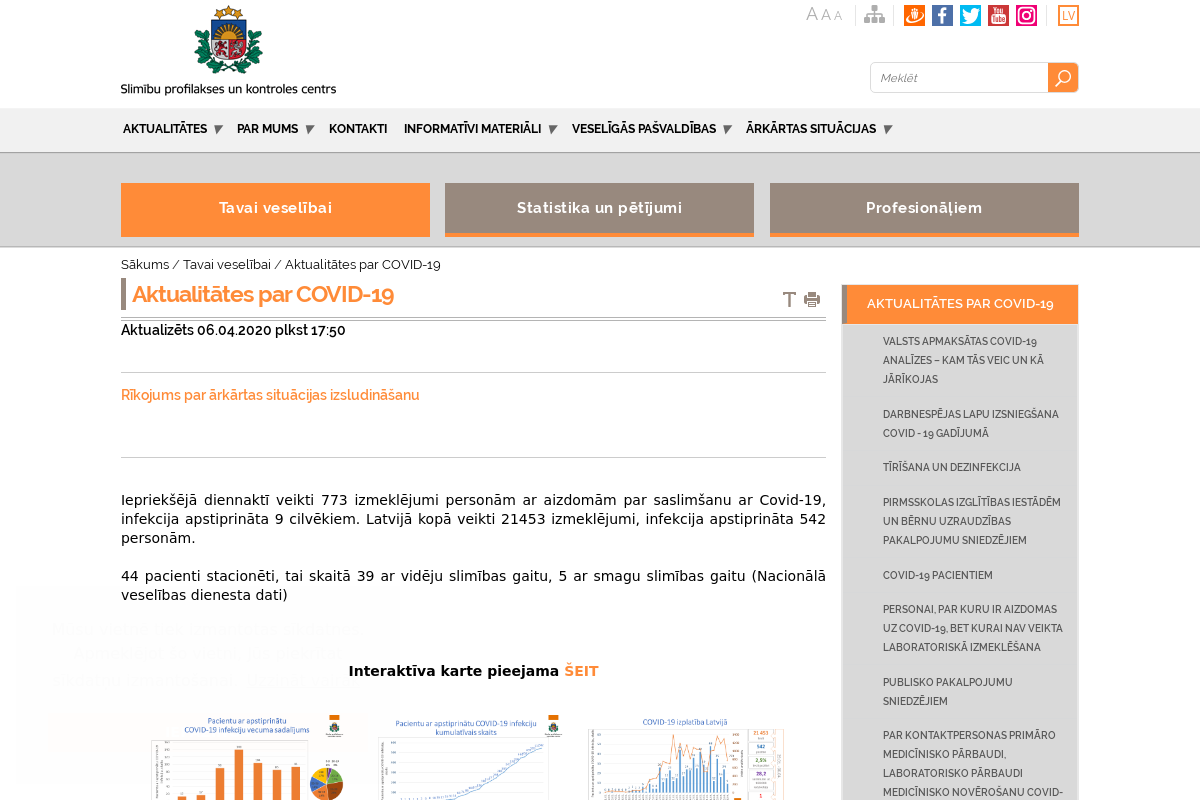 A A A
You Tube
LV
Slimību profilakses un kontroles centrs
Meklēt
AKTUALITĀTES PAR MUMS KONTAKTI INFORMATĪVI MATERIĀLI VESELĪGĀS PAŠVALDĪBAS ĀRKĀRTAS SITUĀCIJAS
Tavai veselībai Statistika un pētījumi Profesionāļiem
Sākums / Tavai veselībai / Aktualitātes par COVID-19
Aktualitātes par COVID-19
Aktualizēts 06.04.2020 plkst 17:50
Rīkojums par ārkārtas situācijas izsludināšanu
Iepriekšējā diennaktī veikti 773 izmeklējumi personām ar aizdomām par saslimšanu ar Covid-19,
infekcija apstiprināta 9 cilvēkiem. Latvijā kopā veikti 21453 izmeklējumi, infekcija apstiprināta 542
personām.
44 pacienti stacionēti, tai skaitā 39 ar vidēju slimības gaitu, 5 ar smagu slimības gaitu (Nacionālā
veselības dienesta dati)
Interaktīva karte pieejama ŠEIT
Pacientu ar apstiprinātu
COVID-19 infekciju vecuma sadalījums
Pacientu ar apstiprinātu COVID-19 infekciju
kumulatīvais skaits
COVID-19 izplatība Latvijā
21 453
542
2,5%
28,2
1
AKTUALITĀTES PAR COVID-19
VALSTS APMAKSĀTAS COVID-19
ANALĪZES – KAM TĀS VEIC UN KĀ
JĀRĪKOJAS
DARBNESPĒJAS LAPU IZSNIEGŠANA
COVID - 19 GADĪJUMĀ
TĪRĪŠANA UN DEZINFEKCIJA
PIRMSSKOLAS IZGLĪTĪBAS IESTĀDĒM
UN BĒRNU UZRAUDZĪBAS
PAKALPOJUMU SNIEDZĒJIEM
COVID-19 PACIENTIEM
PERSONAI, PAR KURU IR AIZDOMAS
UZ COVID-19, BET KURAI NAV VEIKTA
LABORATORISKĀ IZMEKLĒŠANA
PUBLISKO PAKALPOJUMU
SNIEDZĒJIEM
PAR KONTAKTPERSONAS PRIMĀRO
MEDICĪNISKO PĀRBAUDI,
LABORATORISKO PĀRBAUDI
MEDICĪNISKO NOVĒROŠANU COVID-